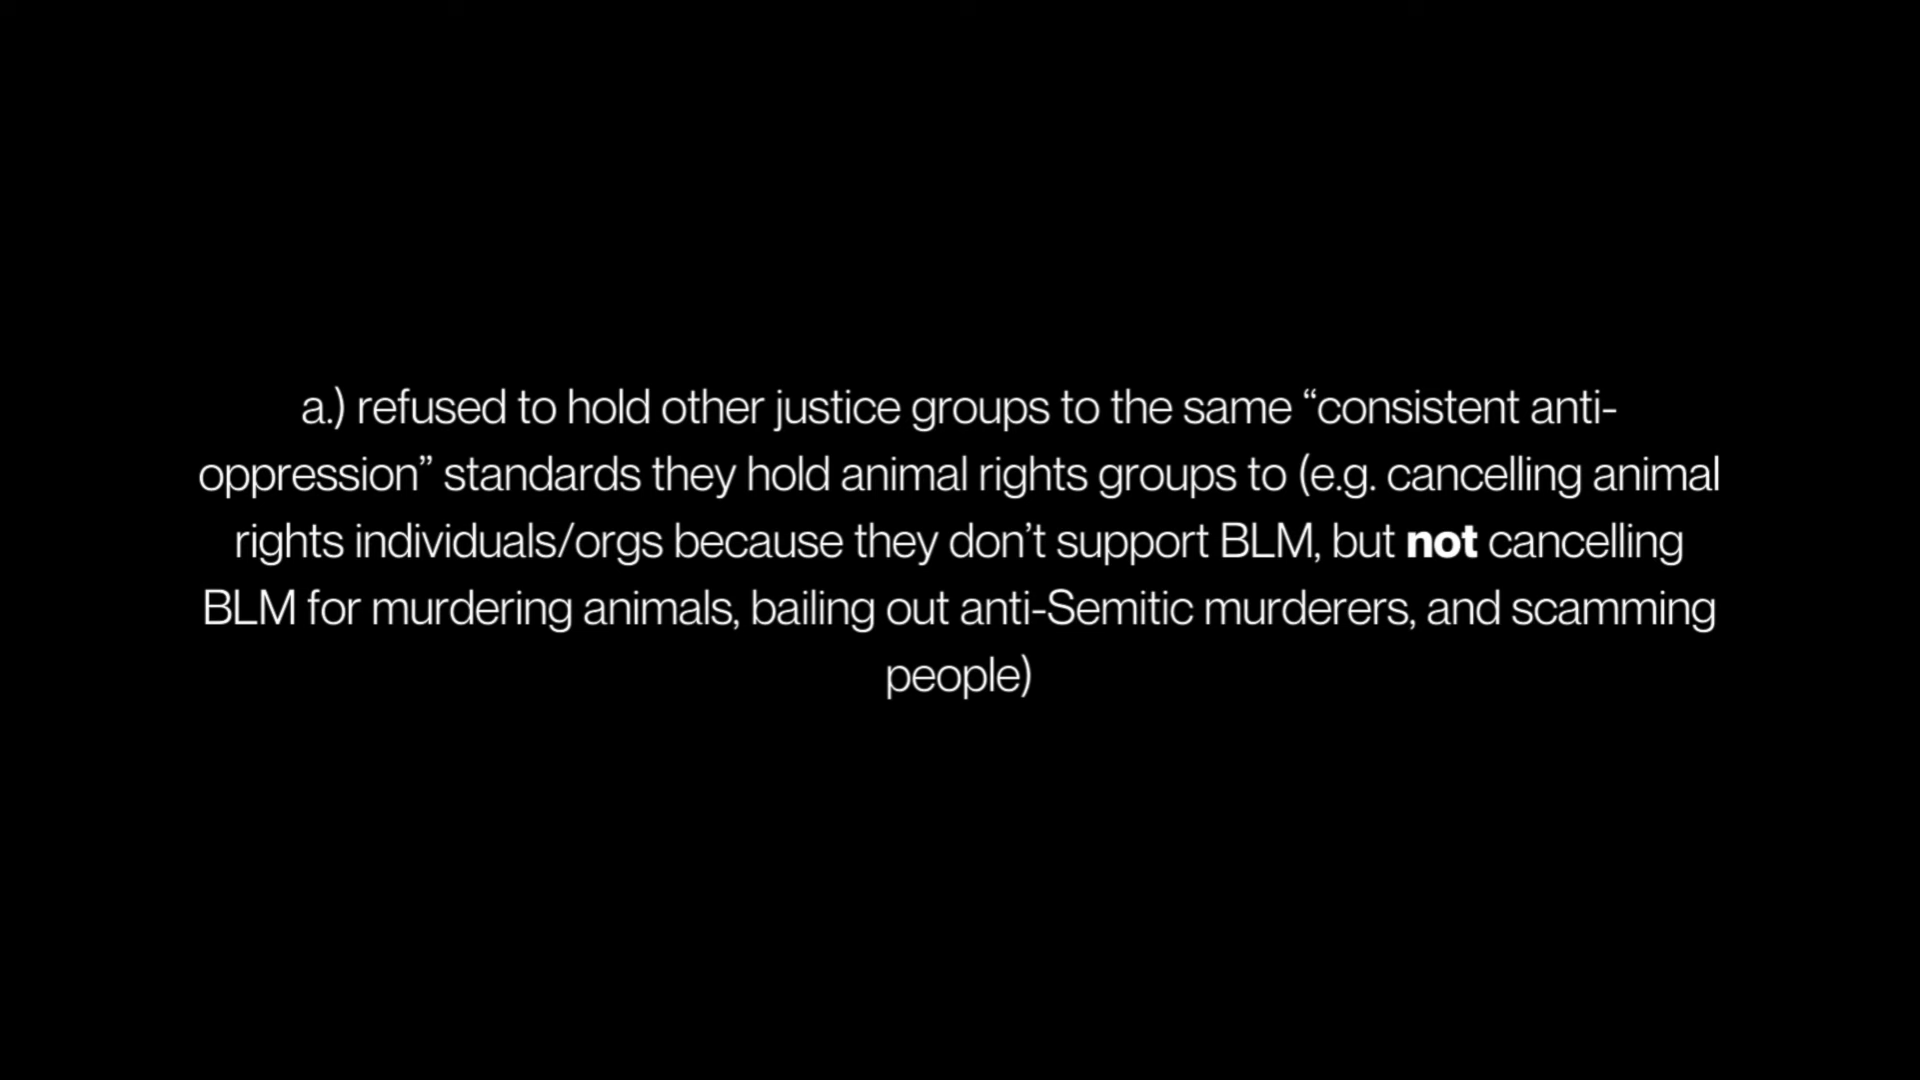 a.) refused to hold other justice groups to the same “consistent anti-
oppression” standards they hold animal rights groups to (e.g. cancelling animal
rights individuals/orgs because they don’t support BLM, but not cancelling
BLM for murdering animals, bailing out anti-Semitic murderers, and scamming
people)